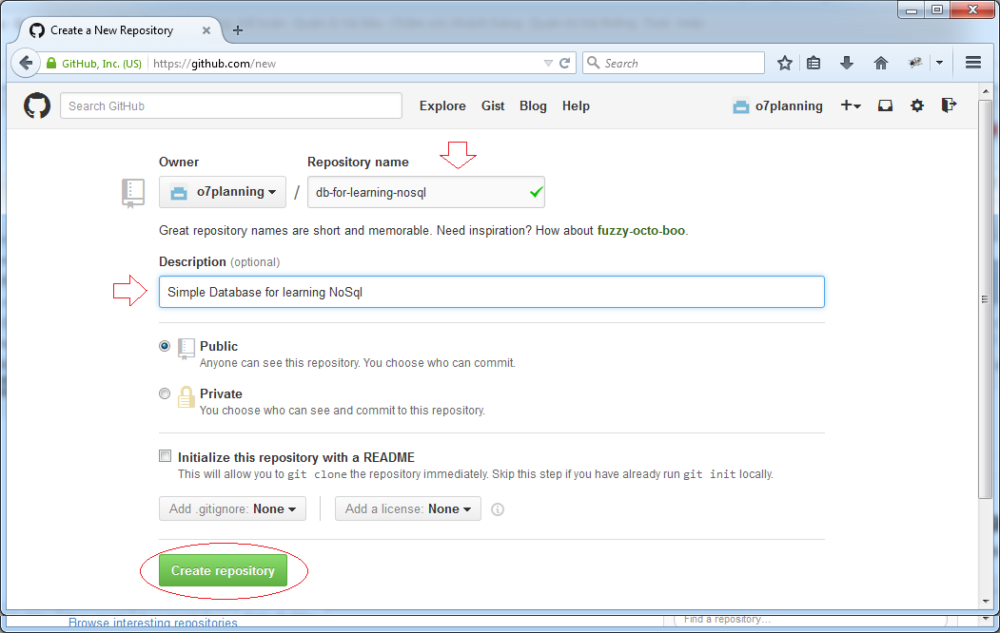 Create a New Repository
GitHub, Inc. (US) https://github.com/new
Search
Search GitHub
Explore Gist Blog Help
o7planning
Owner Repository name
o7planning / db-for-learning-nosql
Great repository names are short and memorable. Need inspiration? How about fuzzy-octo-boo.
Description (optional)
Simple Database for learning NoSql
Public
Anyone can see this repository. You choose who can commit.
Private
You choose who can see and commit to this repository.
Initialize this repository with a README
This will allow you to git clone the repository immediately. Skip this step if you have already run git init locally.
Add .gitignore: None Add a license: None
Create repository
Browse interesting repositories
Find a repository...